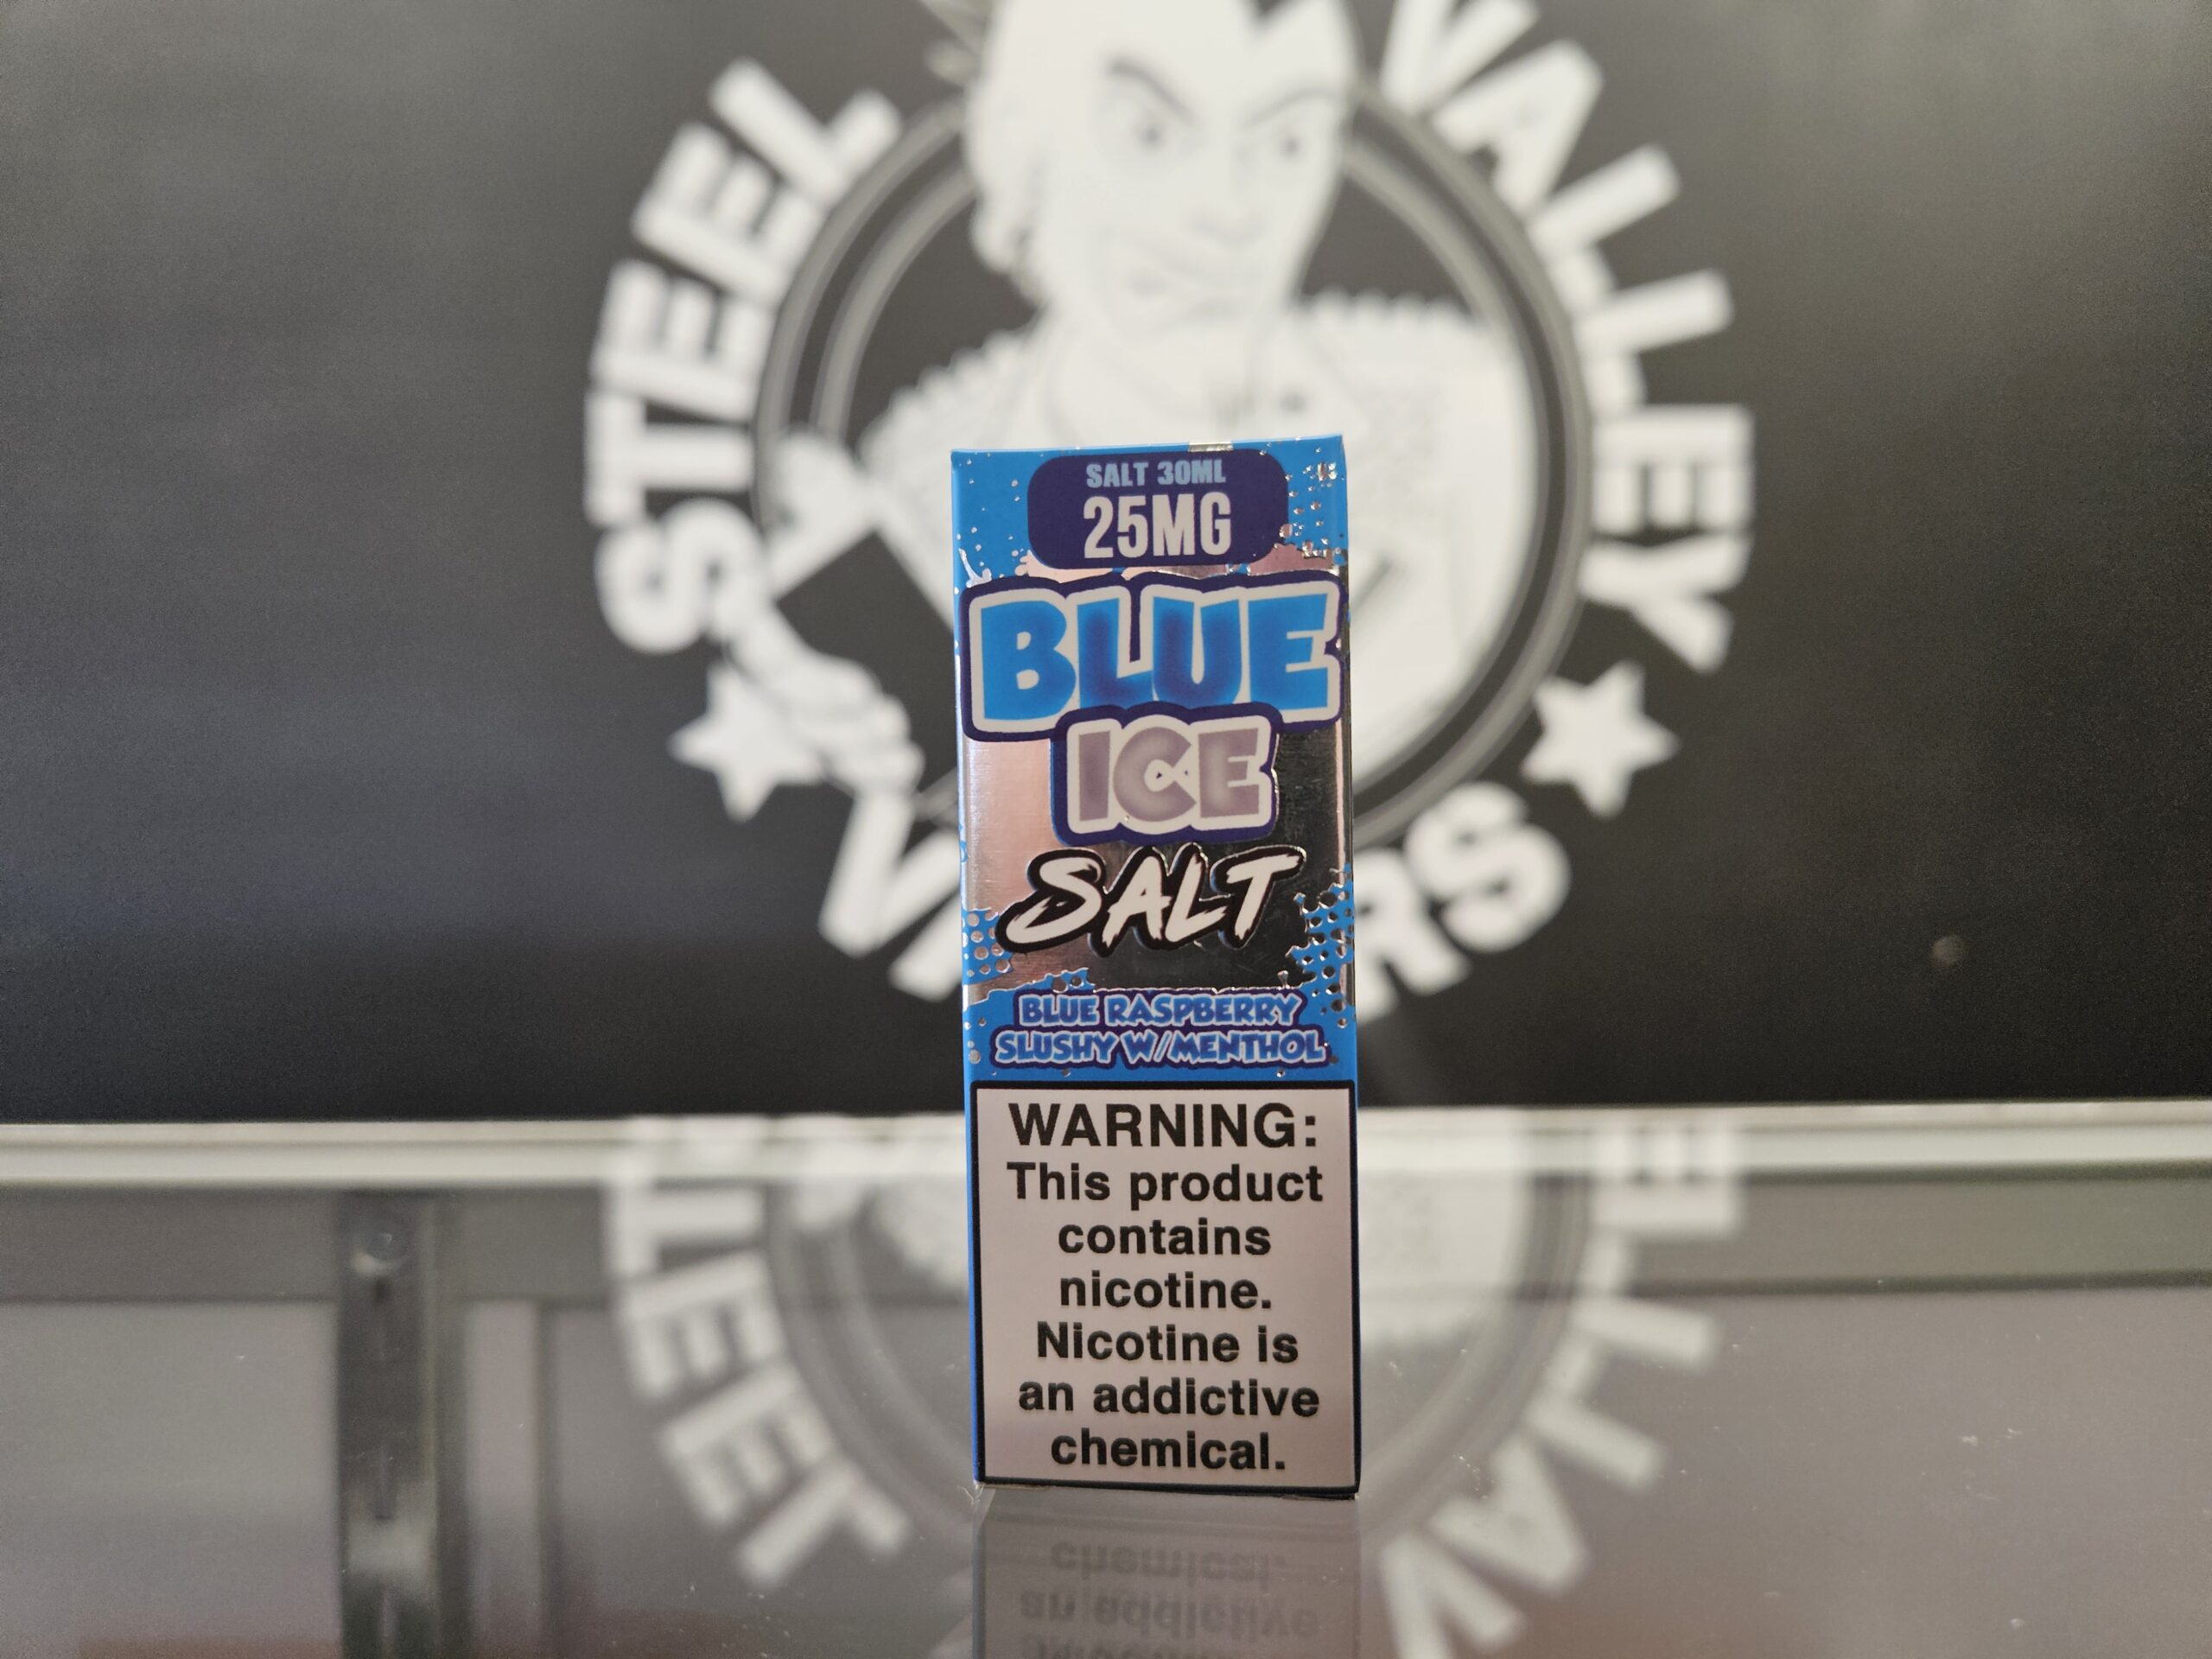 STEEL VALLEY
SALT 30ML
25MG
BLUE
ICE
SALT
BLUE RASPBERRY
SLUSHY W/MENTHOL
WARNING:
This product
contains
nicotine.
Nicotine is
an addictive
chemical.